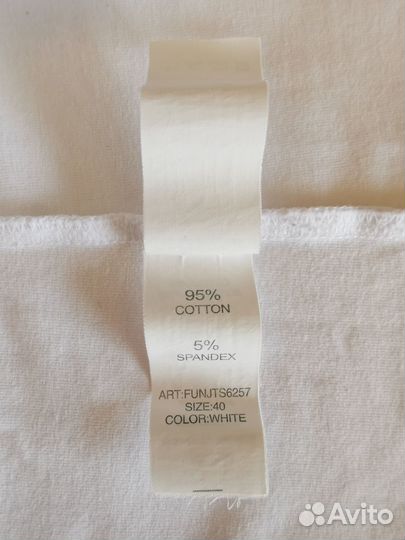 95%
COTTON
5%
SPANDEX
ART:FUNJTS6257
SIZE:40
COLOR:WHITE
Avito